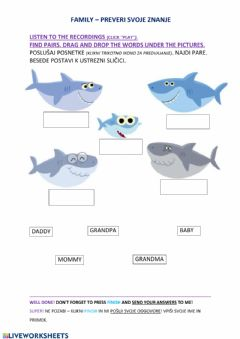 FAMILY – PREVERI SVOJE ZNANJE
LISTEN TO THE RECORDINGS (CLICK "PLAY").
FIND PAIRS. DRAG AND DROP THE WORDS UNDER THE PICTURES.
POSLUŠAJ POSNETKE (KLIKNI TRIKOTNO IKONO ZA PREDVAJANJE). NAJDI PARE.
BESEDE POSTAVI K USTREZNI SLIČICI.
DADDY GRANDPA BABY
MOMMY GRANDMA
WELL DONE! DON'T FORGET TO PRESS FINISH AND SEND YOUR ANSWERS TO ME!
SUPER! NE POZABI – KLIKNI FINISH IN MI POŠLJI SVOJE ODGOVORE! VPIŠI SVOJE IME IN
PRIIMEK.
LIVEWORKSHEETS